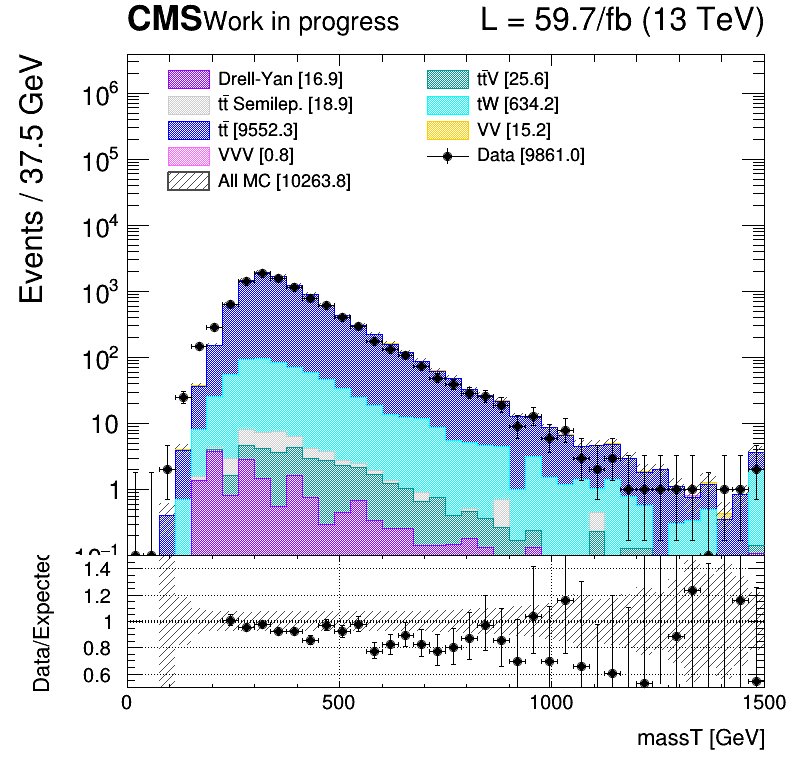 CMS Work in progress L = 59.7/fb (13 TeV)
Drell-Yan [16.9] tt̄V [25.6]
tt̄ Semilep. [18.9] tW [634.2]
tt̄ [9552.3] VV [15.2]
VVV [0.8] Data [9861.0]
All MC [10263.8]
Events / 37.5 GeV
10⁶
10⁵
10⁴
10³
10²
10
1
10⁻¹
Data/Expected
1.4
1.2
1
0.8
0.6
0 500 1000 1500
massT [GeV]